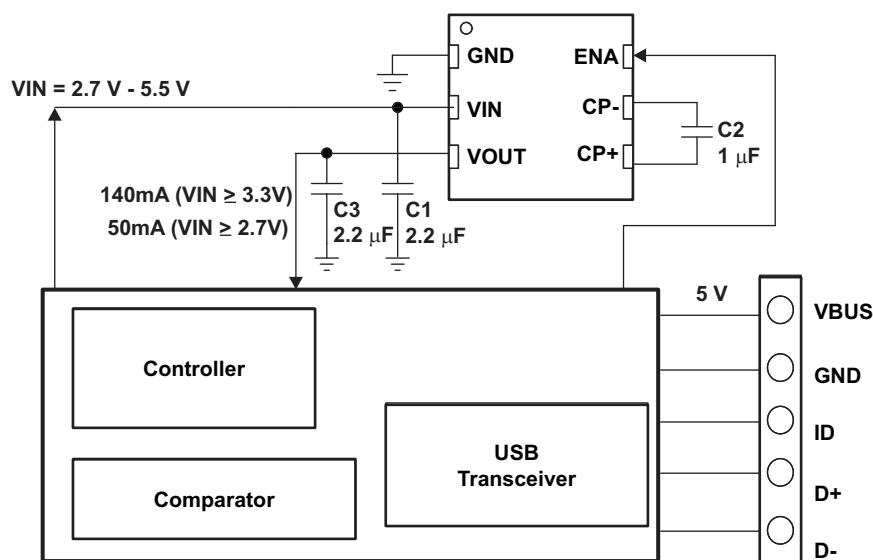 GND
ENA
VIN = 2.7 V - 5.5 V
VIN
CP-
C2
1 μF
VOUT
CP+
140mA (VIN ≥ 3.3V)
50mA (VIN ≥ 2.7V)
C3
2.2 μF
C1
2.2 μF
5 V
VBUS
Controller
GND
ID
USB
Transceiver
Comparator
D+
D-